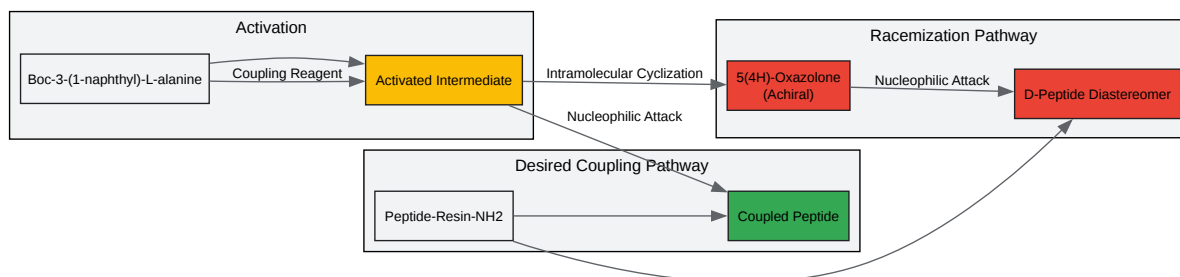 Activation
Boc-3-(1-naphthyl)-L-alanine
Coupling Reagent
Activated Intermediate
Intramolecular Cyclization
Nucleophilic Attack
Racemization Pathway
5(4H)-Oxazolone
(Achiral)
Nucleophilic Attack
D-Peptide Diastereomer
Desired Coupling Pathway
Peptide-Resin-NH2
Coupled Peptide